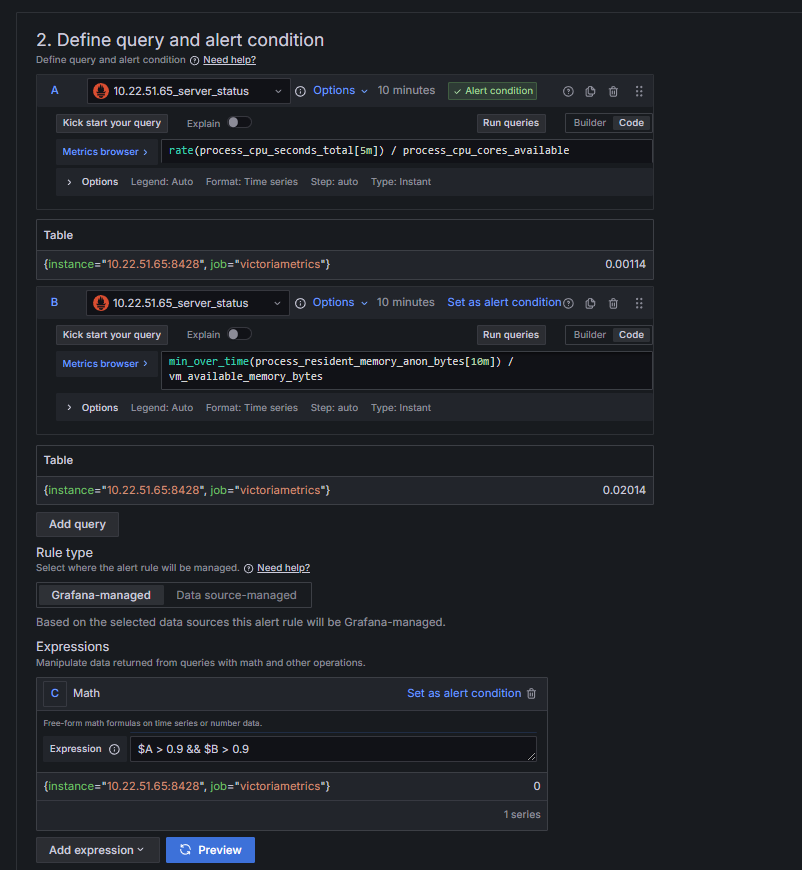 2. Define query and alert condition
Define query and alert condition Need help?
A 10.22.51.65_server_status Options 10 minutes Alert condition
Kick start your query Explain Run queries Builder Code
Metrics browser > rate(process_cpu_seconds_total[5m]) / process_cpu_cores_available
> Options Legend: Auto Format: Time series Step: auto Type: Instant
Table
{instance="10.22.51.65:8428", job="victoriametrics"} 0.00114
B 10.22.51.65_server_status Options 10 minutes Set as alert condition
Kick start your query Explain Run queries Builder Code
Metrics browser > min_over_time(process_resident_memory_anon_bytes[10m]) /
vm_available_memory_bytes
> Options Legend: Auto Format: Time series Step: auto Type: Instant
Table
{instance="10.22.51.65:8428", job="victoriametrics"} 0.02014
Add query
Rule type
Select where the alert rule will be managed. Need help?
Grafana-managed Data source-managed
Based on the selected data sources this alert rule will be Grafana-managed.
Expressions
Manipulate data returned from queries with math and other operations.
C Math Set as alert condition
Free-form math formulas on time series or number data.
Expression $A > 0.9 && $B > 0.9
{instance="10.22.51.65:8428", job="victoriametrics"} 0
1 series
Add expression Preview